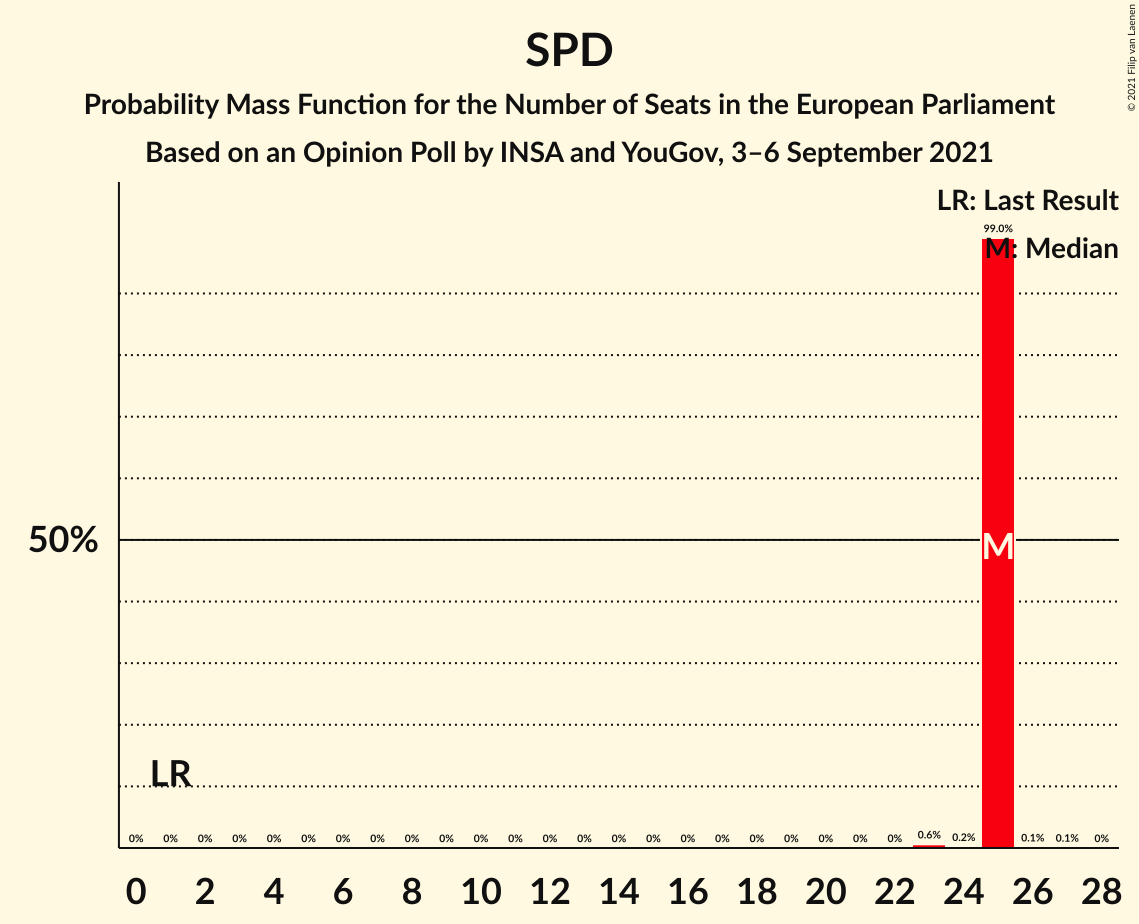 SPD
Probability Mass Function for the Number of Seats in the European Parliament
Based on an Opinion Poll by INSA and YouGov, 3–6 September 2021
© 2021 Filip van Laenen
LR: Last Result
99.0%
M: Median
50%
M
LR
0% 0% 0% 0% 0% 0% 0% 0% 0% 0% 0% 0% 0% 0% 0% 0% 0% 0% 0% 0% 0% 0% 0% 0.6% 0.2% 0.1% 0.1% 0%
0 2 4 6 8 10 12 14 16 18 20 22 24 26 28